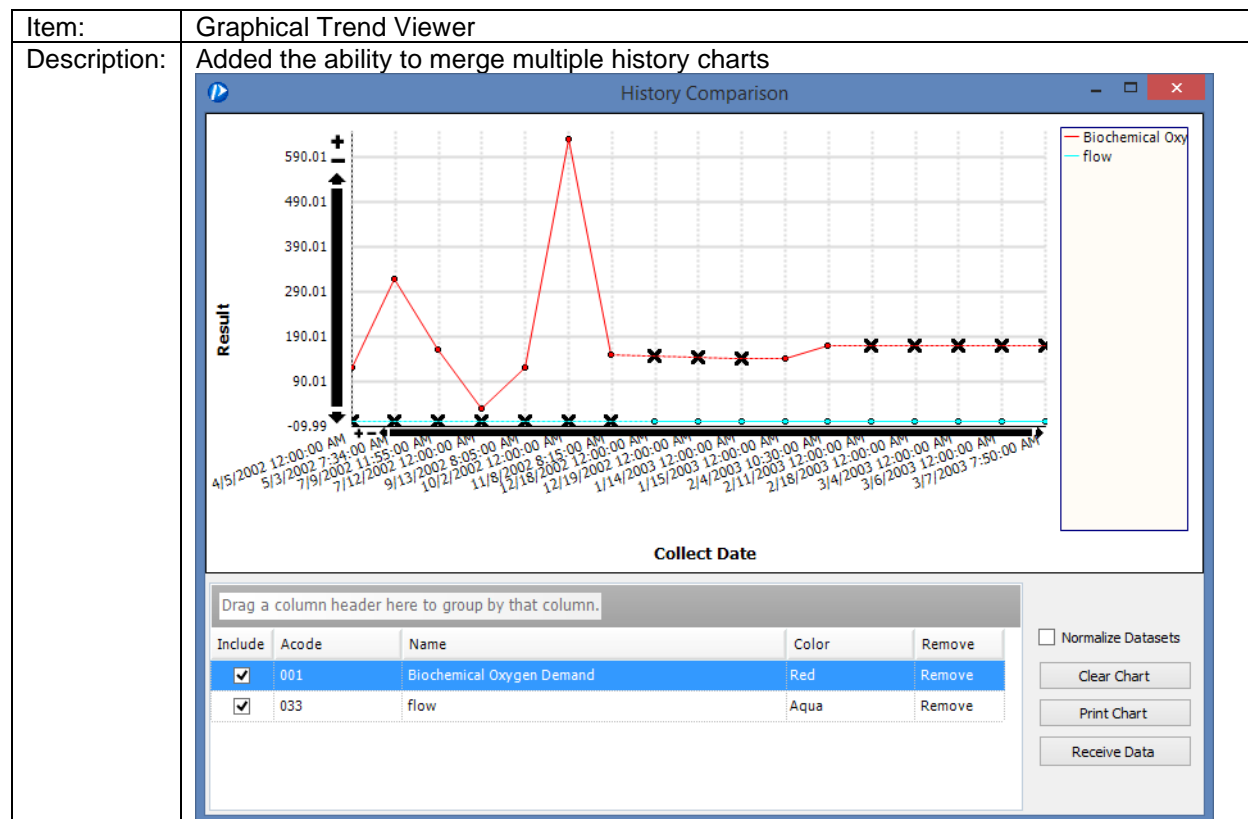 Item: Graphical Trend Viewer
Description: Added the ability to merge multiple history charts
History Comparison
590.01
490.01
390.01
290.01
190.01
90.01
-09.99
Result
Biochemical Oxy
flow
4/5/2002 12:00:00 AM
5/3/2002 7:34:00 AM
7/9/2002 11:55:00 AM
7/12/2002 12:00:00 AM
9/13/2002 8:05:00 AM
10/2/2002 12:00:00 AM
11/8/2002 8:15:00 AM
12/18/2002 12:00:00 AM
12/19/2002 12:00:00 AM
1/14/2003 12:00:00 AM
1/15/2003 12:00:00 AM
2/4/2003 10:30:00 AM
2/11/2003 12:00:00 AM
2/18/2003 12:00:00 AM
3/4/2003 12:00:00 AM
3/6/2003 12:00:00 AM
3/7/2003 7:50:00 AM
Collect Date
Drag a column header here to group by that column.
Include Acode Name Color Remove
001 Biochemical Oxygen Demand Red Remove
033 flow Aqua Remove
Normalize Datasets
Clear Chart
Print Chart
Receive Data